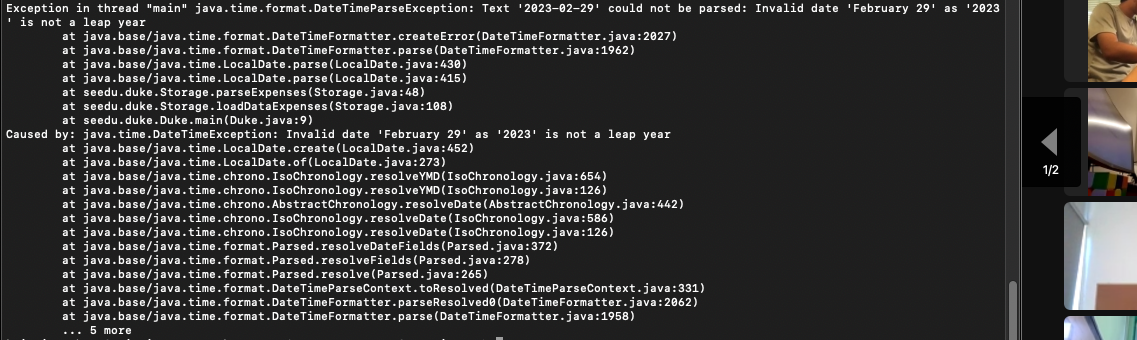 Exception in thread "main" java.time.format.DateTimeParseException: Text '2023-02-29' could not be parsed: Invalid date 'February 29' as '2023
' is not a leap year
at java.base/java.time.format.DateTimeFormatter.createError(DateTimeFormatter.java:2027)
at java.base/java.time.format.DateTimeFormatter.parse(DateTimeFormatter.java:1962)
at java.base/java.time.LocalDate.parse(LocalDate.java:430)
at java.base/java.time.LocalDate.parse(LocalDate.java:415)
at seedu.duke.Storage.parseExpenses(Storage.java:48)
at seedu.duke.Storage.loadDataExpenses(Storage.java:108)
at seedu.duke.Duke.main(Duke.java:9)
Caused by: java.time.DateTimeException: Invalid date 'February 29' as '2023' is not a leap year
at java.base/java.time.LocalDate.create(LocalDate.java:452)
at java.base/java.time.LocalDate.of(LocalDate.java:273)
at java.base/java.time.chrono.IsoChronology.resolveYMD(IsoChronology.java:654)
at java.base/java.time.chrono.IsoChronology.resolveYMD(IsoChronology.java:126)
at java.base/java.time.chrono.AbstractChronology.resolveDate(AbstractChronology.java:442)
at java.base/java.time.chrono.IsoChronology.resolveDate(IsoChronology.java:586)
at java.base/java.time.chrono.IsoChronology.resolveDate(IsoChronology.java:126)
at java.base/java.time.format.Parsed.resolveDateFields(Parsed.java:372)
at java.base/java.time.format.Parsed.resolveFields(Parsed.java:278)
at java.base/java.time.format.Parsed.resolve(Parsed.java:265)
at java.base/java.time.format.DateTimeParseContext.toResolved(DateTimeParseContext.java:331)
at java.base/java.time.format.DateTimeFormatter.parseResolved0(DateTimeFormatter.java:2062)
at java.base/java.time.format.DateTimeFormatter.parse(DateTimeFormatter.java:1958)
... 5 more
1/2